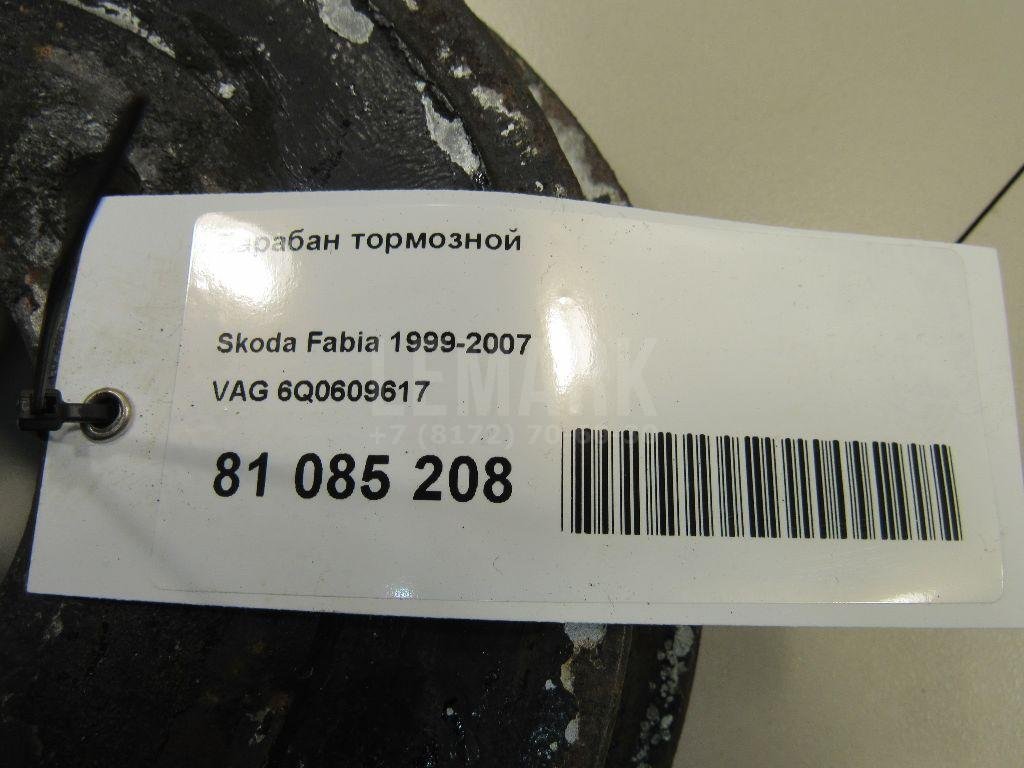 Барабан тормозной
Skoda Fabia 1999-2007
VAG 6Q0609617
LEMARK
+7 (8172)
81 085 208